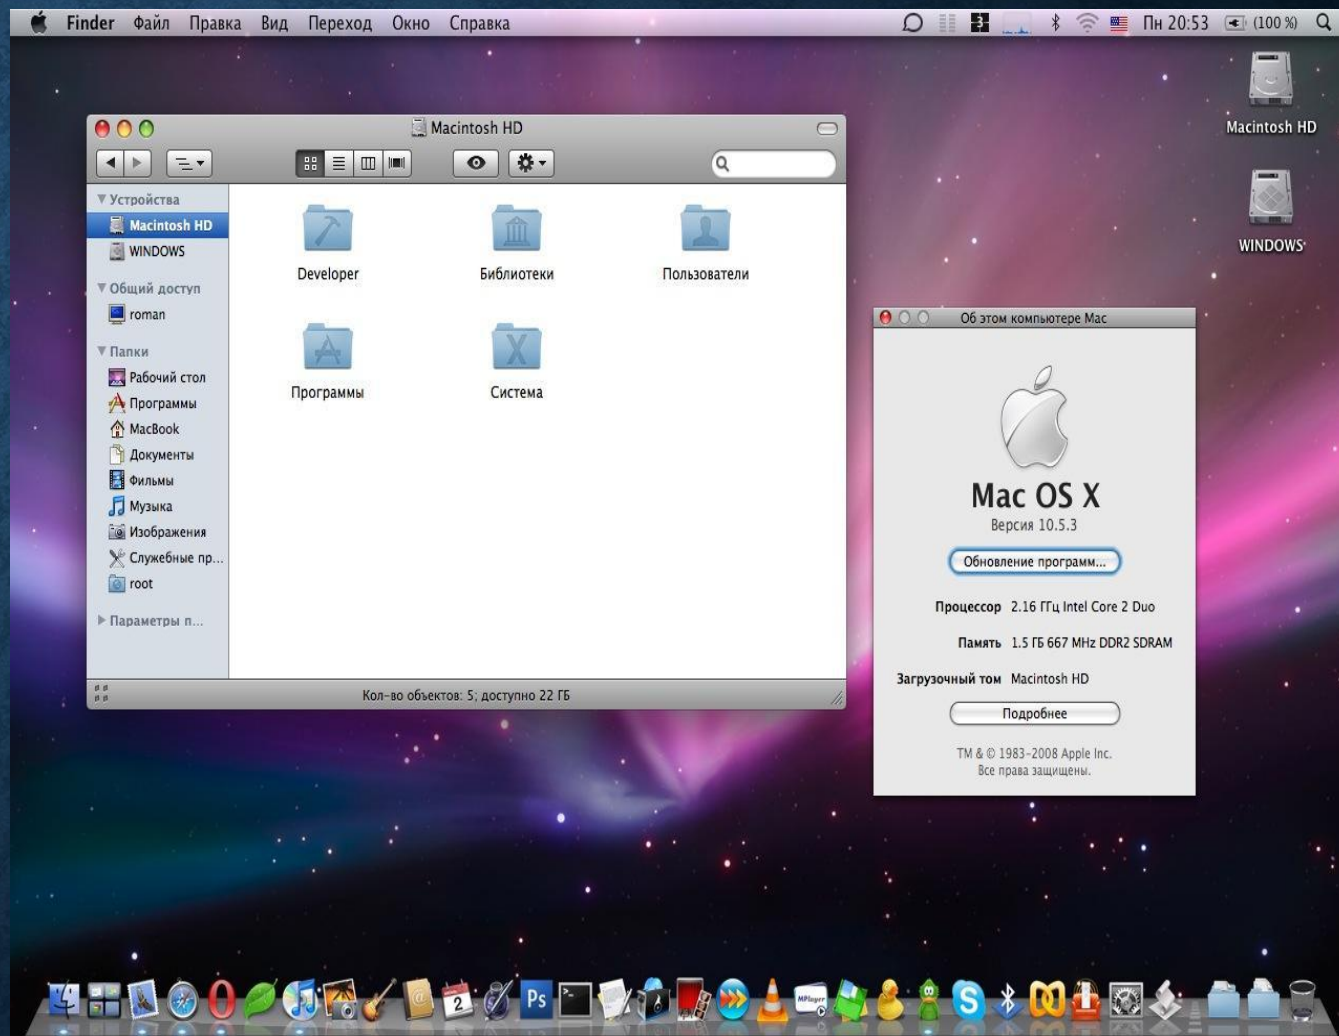 Finder Файл Правка Вид Переход Окно Справка
3 Пн 20:53 (100 %)
Macintosh HD
WINDOWS
Macintosh HD
Устройства
Macintosh HD
WINDOWS
Общий доступ
roman
Папки
Рабочий стол
Программы
MacBook
Документы
Фильмы
Музыка
Изображения
Служебные пр...
root
Параметры п...
Developer Библиотеки Пользователи
Программы Система
Кол-во объектов: 5; доступно 22 ГБ
Об этом компьютере Mac
Mac OS X
Версия 10.5.3
Обновление программ...
Процессор 2.16 ГГц Intel Core 2 Duo
Память 1.5 ГБ 667 MHz DDR2 SDRAM
Загрузочный том Macintosh HD
Подробнее
TM & © 1983-2008 Apple Inc.
Все права защищены.
2 Ps MPlayer